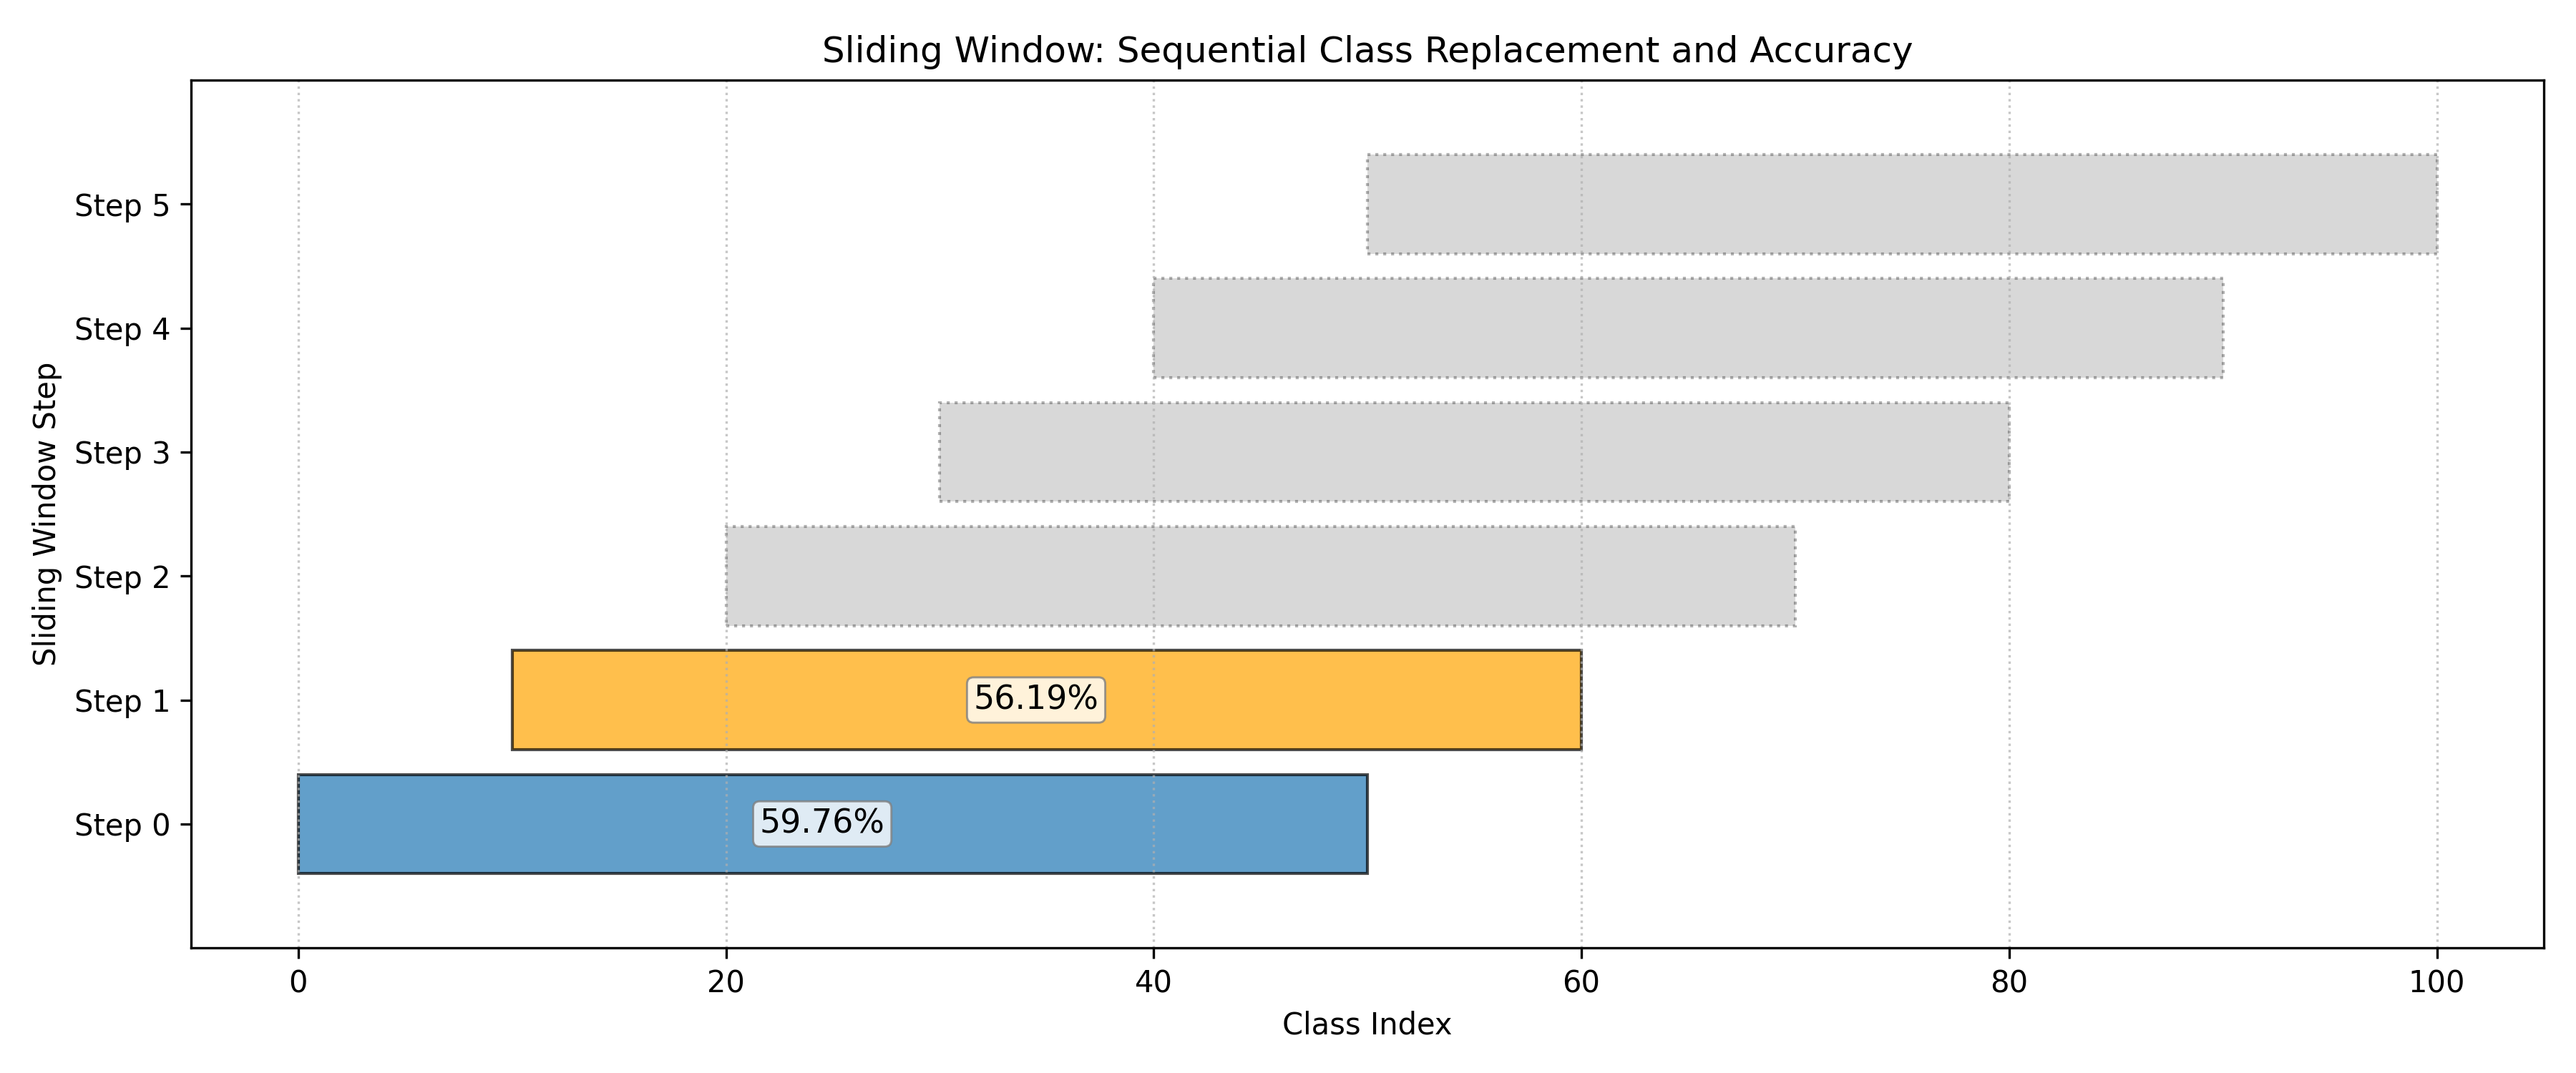 Sliding Window: Sequential Class Replacement and Accuracy
Sliding Window Step
Step 5
Step 4
Step 3
Step 2
Step 1
56.19%
Step 0
59.76%
0 20 40 60 80 100
Class Index